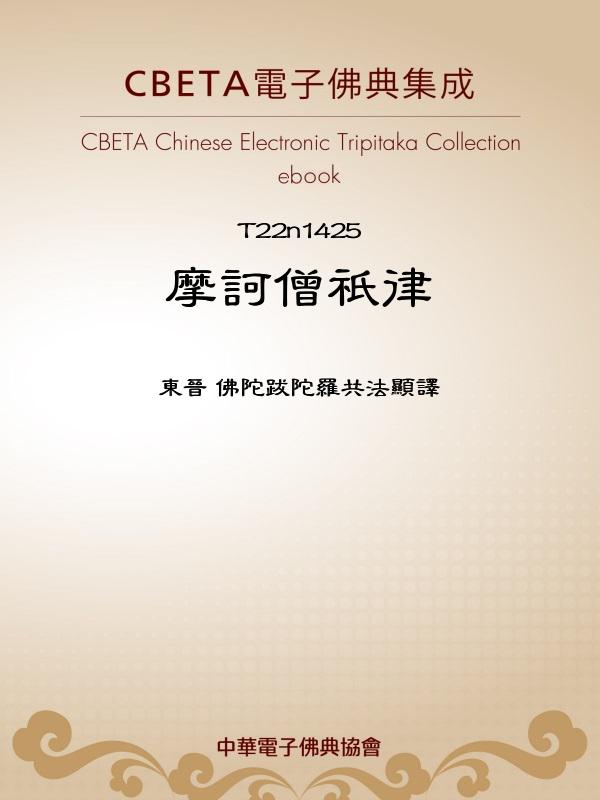 CBETA電子佛典集成
CBETA Chinese Electronic Tripitaka Collection
ebook
T22n1425
摩訶僧祇律
東晉 佛陀跋陀羅共法顯譯
中華電子佛典協會